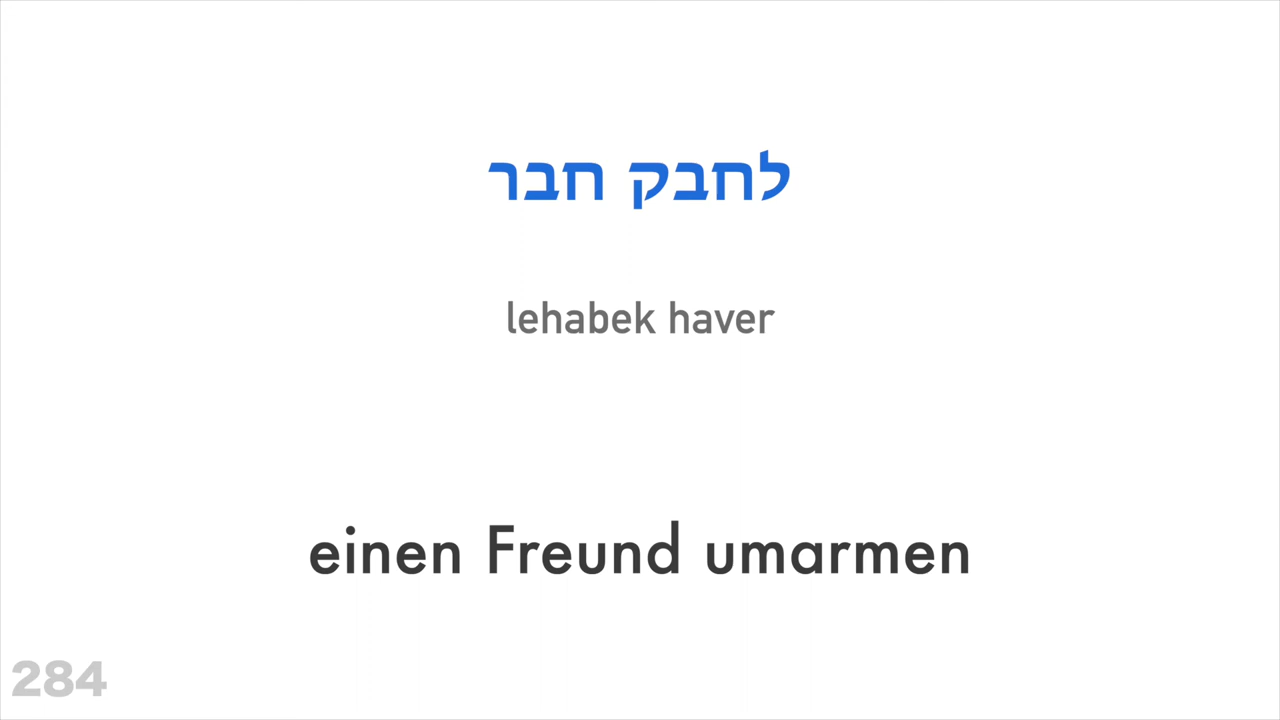 לחבק חבר
lehabek haver
einen Freund umarmen
284